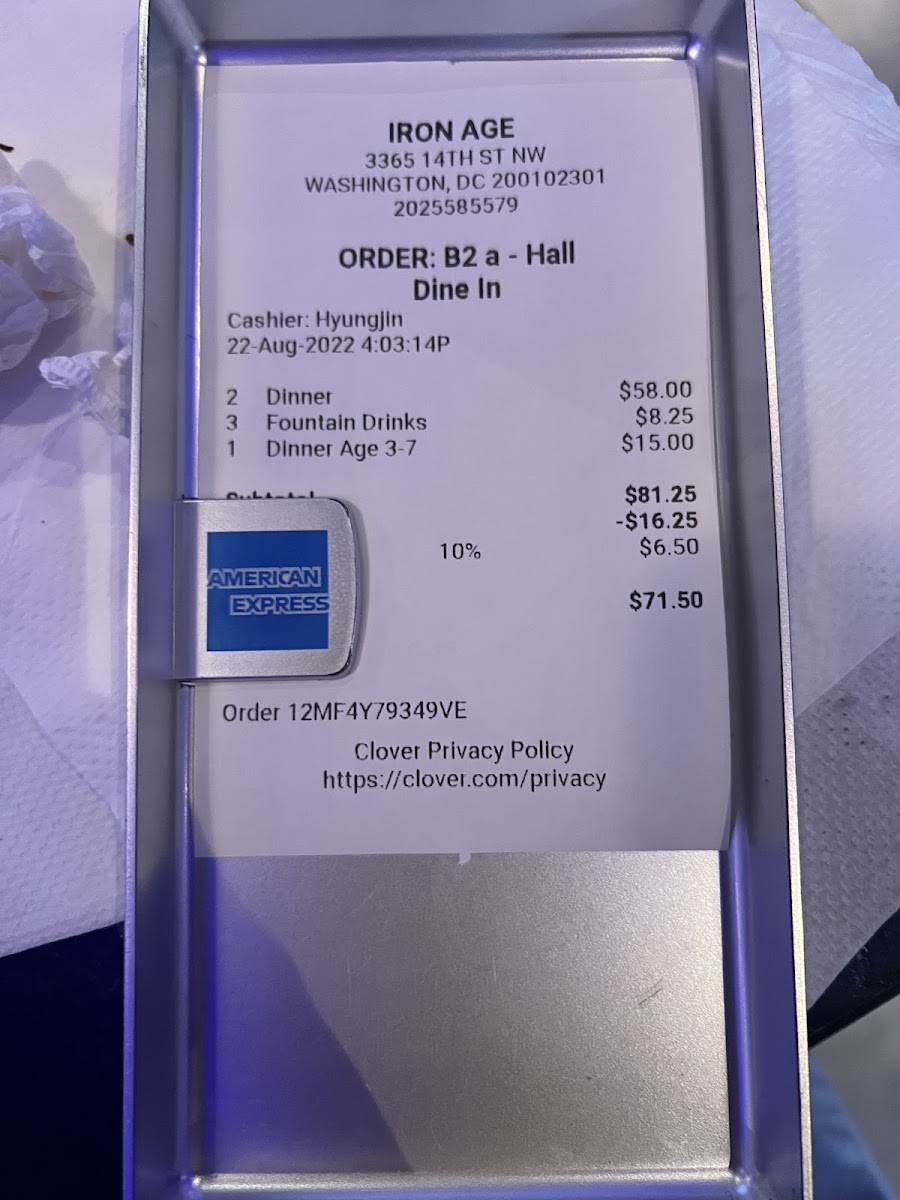 IRON AGE
3365 14TH ST NW
WASHINGTON, DC 200102301
2025585579
ORDER: B2 a - Hall
Dine In
Cashier: Hyungjin
22-Aug-2022 4:03:14P
2 Dinner $58.00
3 Fountain Drinks $8.25
1 Dinner Age 3-7 $15.00
Subtotal $81.25
-$16.25
10% $6.50
$71.50
AMERICAN
EXPRESS
Order 12MF4Y79349VE
Clover Privacy Policy
https://clover.com/privacy